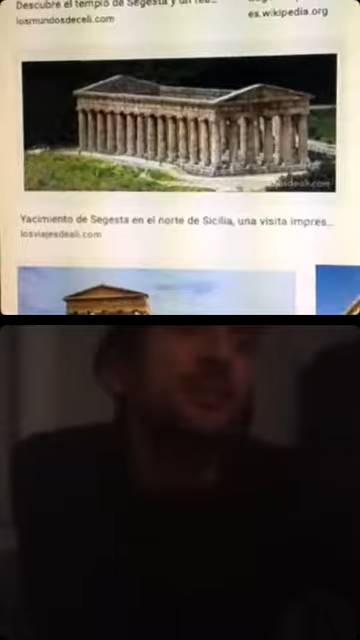 Descubre el templo de Segesta y un
losmundosdeceli.com
es.wikipedia.org
Yacimiento de Segesta en el norte de Sicilia, una visita impres...
losviajesdeali.com